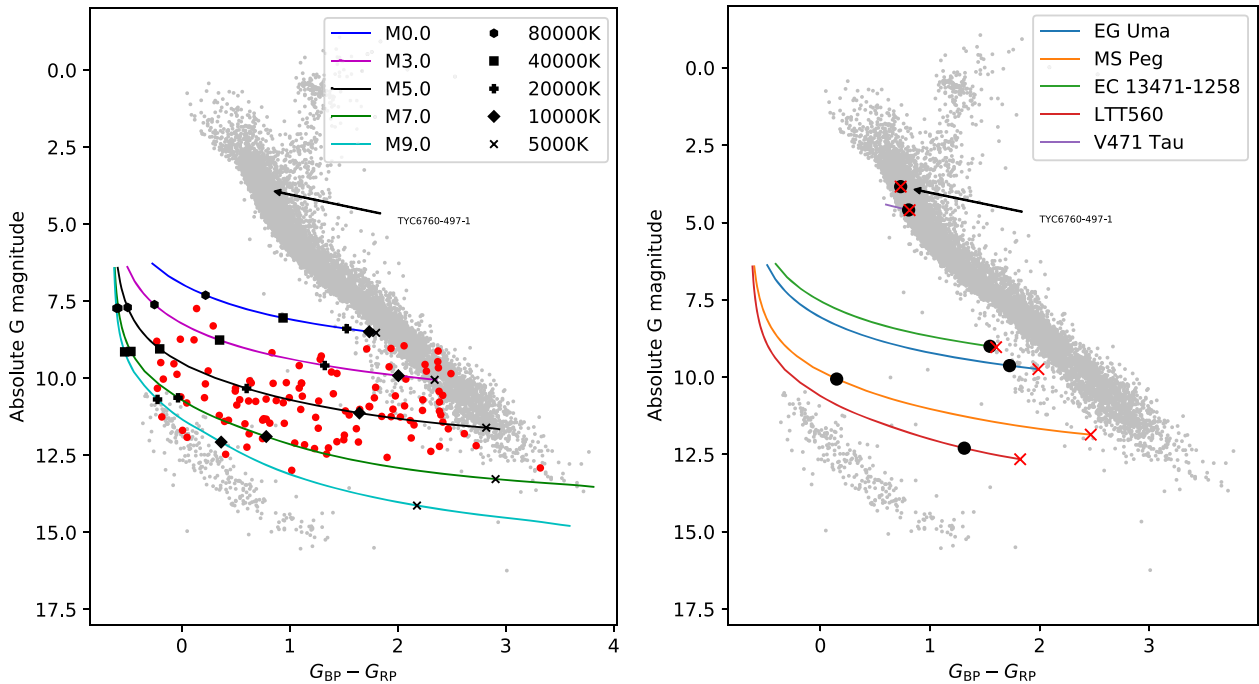 M0.0
M3.0
M5.0
M7.0
M9.0
80000K
40000K
20000K
10000K
5000K
TYC6760-497-1
Absolute G magnitude
0.0
2.5
5.0
7.5
10.0
12.5
15.0
17.5
0
1
2
3
4
GBP − GRP
EG Uma
MS Peg
EC 13471-1258
LTT560
V471 Tau
TYC6760-497-1
Absolute G magnitude
0.0
2.5
5.0
7.5
10.0
12.5
15.0
17.5
0
1
2
3
GBP − GRP